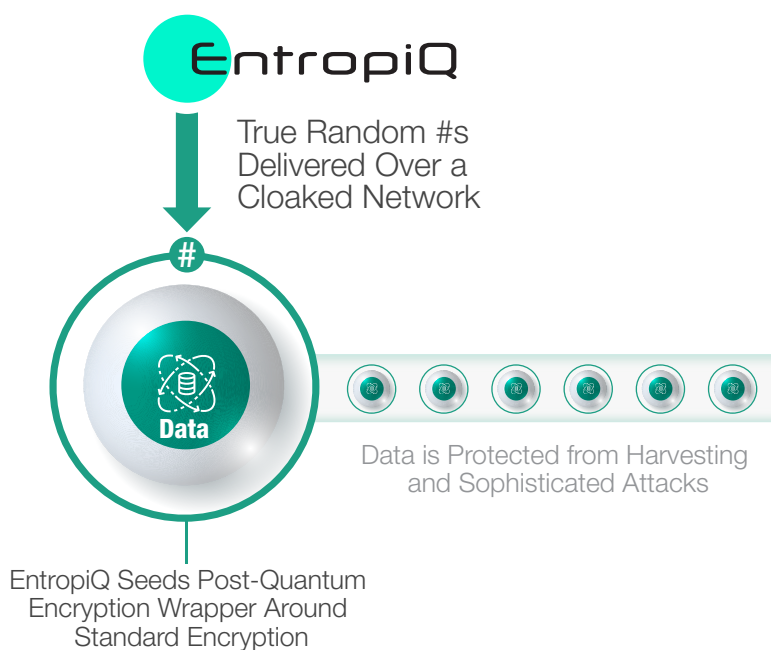 EntropiQ
True Random #s
Delivered Over a
Cloaked Network
#
Data
Data is Protected from Harvesting
and Sophisticated Attacks
EntropiQ Seeds Post-Quantum
Encryption Wrapper Around
Standard Encryption